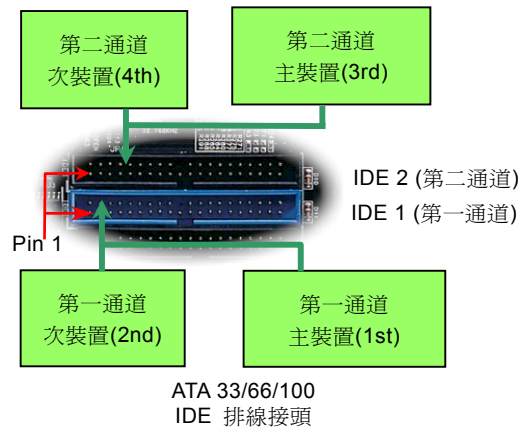 第二通道
次裝置(4th)
第二通道
主裝置(3rd)
32.768KHZ
IDE 2 (第二通道)
IDE 1 (第一通道)
Pin 1
第一通道
次裝置(2nd)
第一通道
主裝置(1st)
ATA 33/66/100
IDE 排線接頭